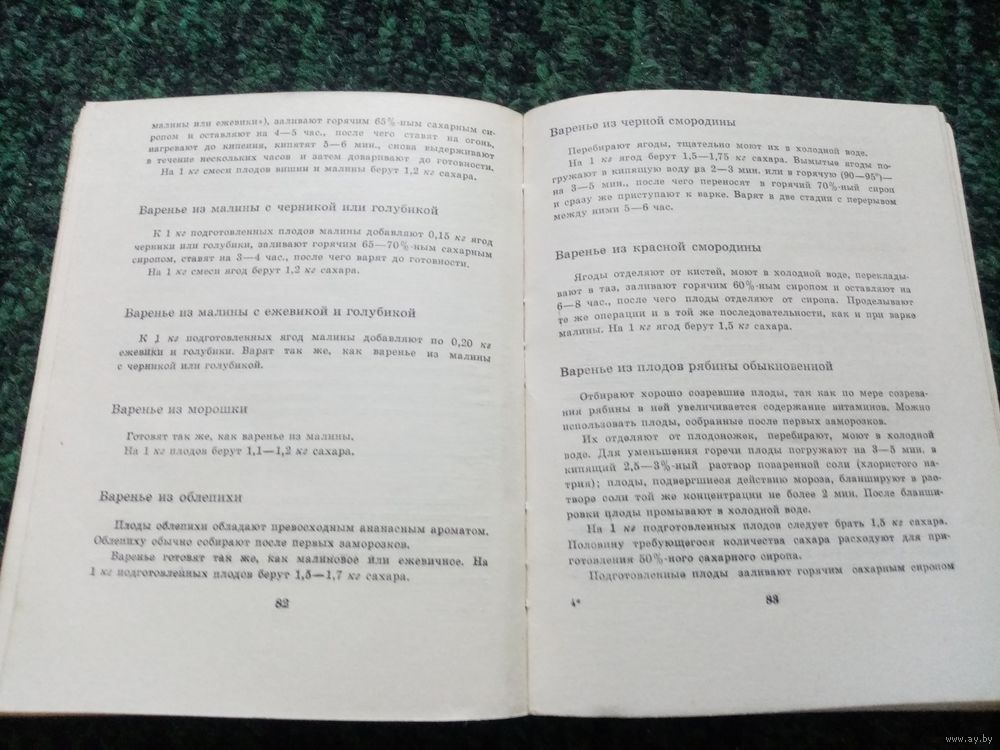 малины или ежевики»), заливают горячим 65%-ным сахарным си-
ропом и оставляют на 4—5 час., после чего ставят на огонь,
нагревают до кипения, кипятят 5—6 мин., снова выдерживают
в течение нескольких часов и затем доваривают до готовности.
На 1 кг смеси плодов вишни и малины берут 1,2 кг сахара.
Варенье из малины с черникой или голубикой
К 1 кг подготовленных плодов малины добавляют 0,15 кг ягод
черники или голубики, заливают горячим 65—70%-ным сахарным
сиропом, ставят на 3—4 час., после чего варят до готовности.
На 1 кг смеси ягод берут 1,2 кг сахара.
Варенье из малины с ежевикой и голубикой
К 1 кг подготовленных ягод малины добавляют по 0,20 кг
ежевики и голубики. Варят так же, как варенье из малины
с черникой или голубикой.
Варенье из морошки
Готовят так же, как варенье из малины.
На 1 кг плодов берут 1,1—1,2 кг сахара.
Варенье из облепихи
Плоды облепихи обладают превосходным ананасным ароматом.
Облепиху обычно собирают после первых заморозков.
Варенье готовят так же, как малиновое или ежевичное. На
1 кг подготовленных плодов берут 1,5—1,7 кг сахара.
82
Варенье из черной смородины
Перебирают ягоды, тщательно моют их в холодной воде.
На 1 кг ягод берут 1,5—1,75 кг сахара. Вымытые ягоды по-
гружают в кипящую воду на 2—3 мин. или в горячую (90—95°)—
на 3—5 мин., после чего переносят в горячий 70%-ный сироп
и сразу же приступают к варке. Варят в две стадии с перерывом
между ними 5—6 час.
Варенье из красной смородины
Ягоды отделяют от кистей, моют в холодной воде, переклады-
вают в таз, заливают горячим 60%-ным сиропом и оставляют на
6—8 час., после чего плоды отделяют от сиропа. Проделывают
те же операции и в той же последовательности, как и при варке
малины. На 1 кг ягод берут 1,5 кг сахара.
Варенье из плодов рябины обыкновенной
Отбирают хорошо созревшие плоды, так как по мере созрева-
ния рябины в ней увеличивается содержание витаминов. Можно
использовать плоды, собранные после первых заморозков.
Их отделяют от плодоножек, перебирают, моют в холодной
воде. Для уменьшения горечи плоды погружают на 3—5 мин. в
кипящий 2,5—3%-ный раствор поваренной соли (хлористого на-
трия); плоды, подвергшиеся действию мороза, бланшируют в рас-
творе соли той же концентрации не более 2 мин. После бланши-
ровки плоды промывают в холодной воде.
На 1 кг подготовленных плодов следует брать 1,5 кг сахара.
Половину требующегося количества сахара расходуют для при-
готовления 50%-ного сахарного сиропа.
Подготовленные плоды заливают горячим сахарным сиропом
4* 83
www.ay.by